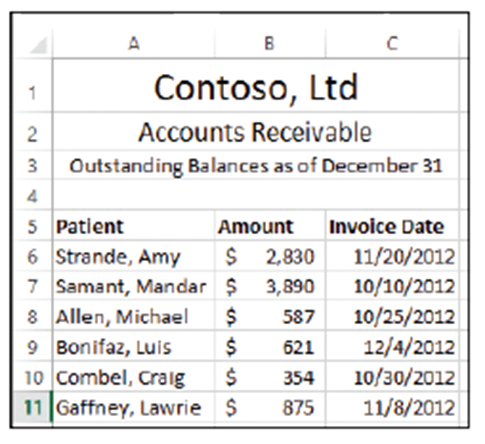 A B C
1 Contoso, Ltd
2 Accounts Receivable
3 Outstanding Balances as of December 31
4
5 Patient Amount Invoice Date
6 Strande, Amy $ 2,830 11/20/2012
7 Samant, Mandar $ 3,890 10/10/2012
8 Allen, Michael $ 587 10/25/2012
9 Bonifaz, Luis $ 621 12/4/2012
10 Combel, Craig $ 354 10/30/2012
11 Gaffney, Lawrie $ 875 11/8/2012